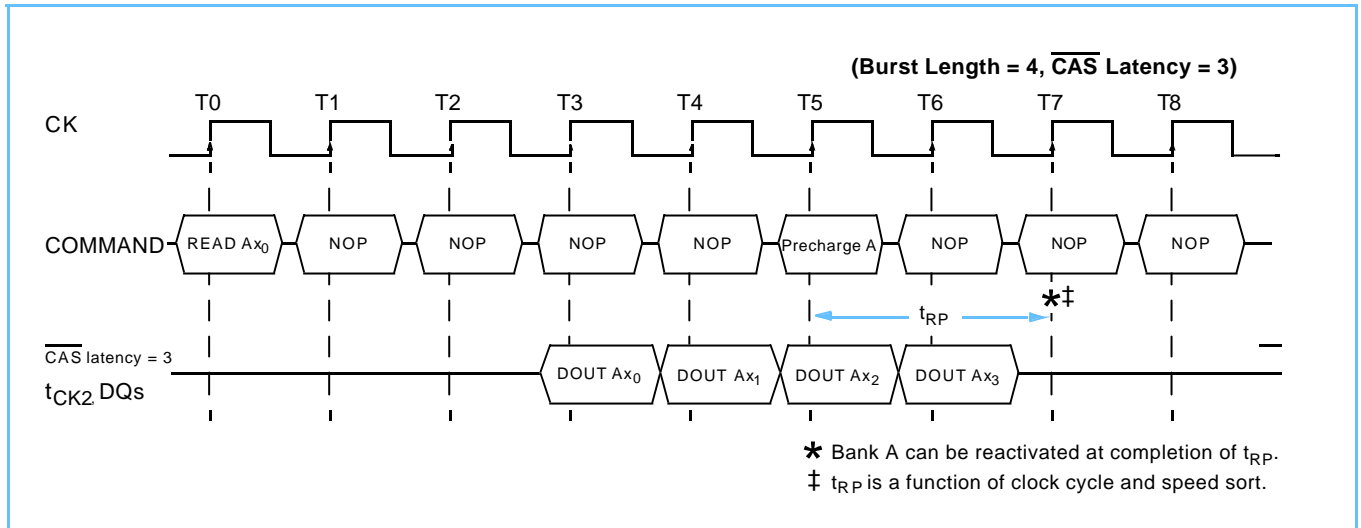 (Burst Length = 4, CAS Latency = 3)
T0 T1 T2 T3 T4 T5 T6 T7 T8
CK
COMMAND READ Ax0 NOP NOP NOP NOP Precharge A NOP NOP NOP
*‡
tRP
CAS latency = 3
tCK2, DQs DOUT Ax0 DOUT Ax1 DOUT Ax2 DOUT Ax3
* Bank A can be reactivated at completion of tRP.
‡ tRP is a function of clock cycle and speed sort.